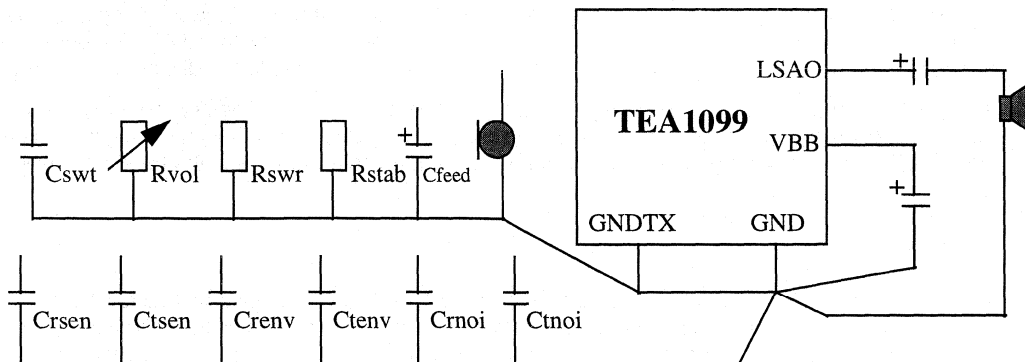 LSAO
TEA1099
VBB
Cswt Rvol Rswr Rstab Cfeed
GNDTX GND
Crsen Ctsen Crenv Ctenv Crnoi Ctnoi
+
+
+